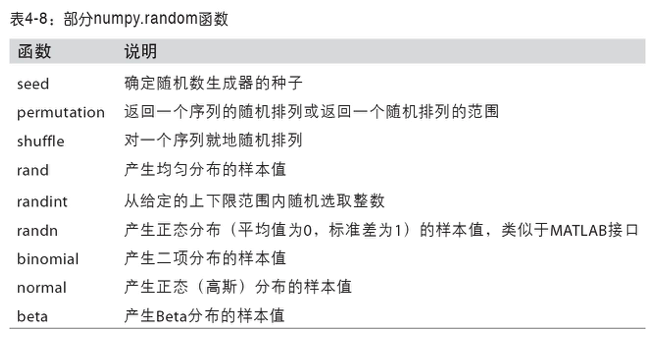 表4-8：部分numpy.random函数
函数 说明
seed 确定随机数生成器的种子
permutation 返回一个序列的随机排列或返回一个随机排列的范围
shuffle 对一个序列就地随机排列
rand 产生均匀分布的样本值
randint 从给定的上下限范围内随机选取整数
randn 产生正态分布（平均值为0，标准差为1）的样本值，类似于MATLAB接口
binomial 产生二项分布的样本值
normal 产生正态（高斯）分布的样本值
beta 产生Beta分布的样本值